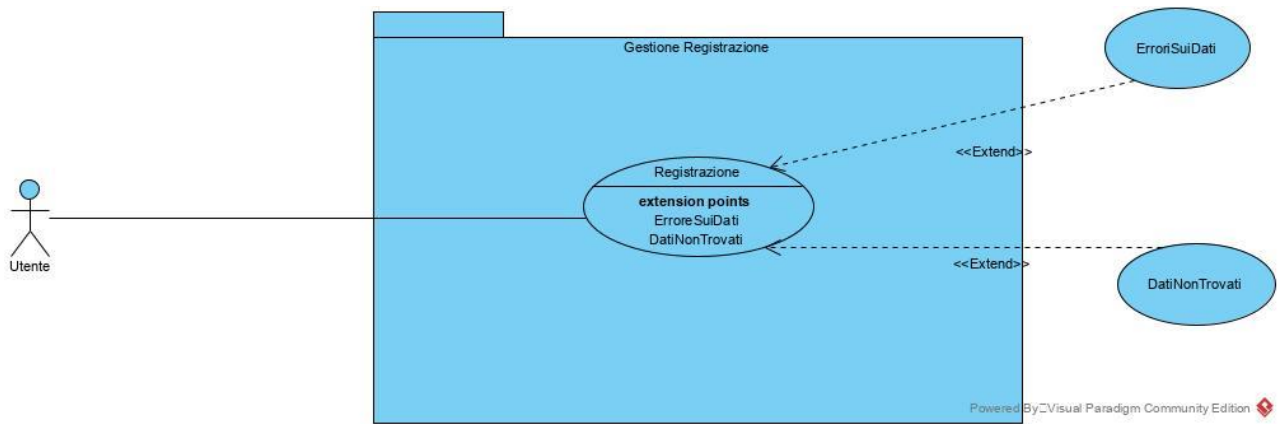 Gestione Registrazione
ErroriSuiDati
<<Extend>>
Registrazione
extension points
ErroreSuiDati
DatiNonTrovati
Utente
<<Extend>>
DatiNonTrovati
Powered By Visual Paradigm Community Edition